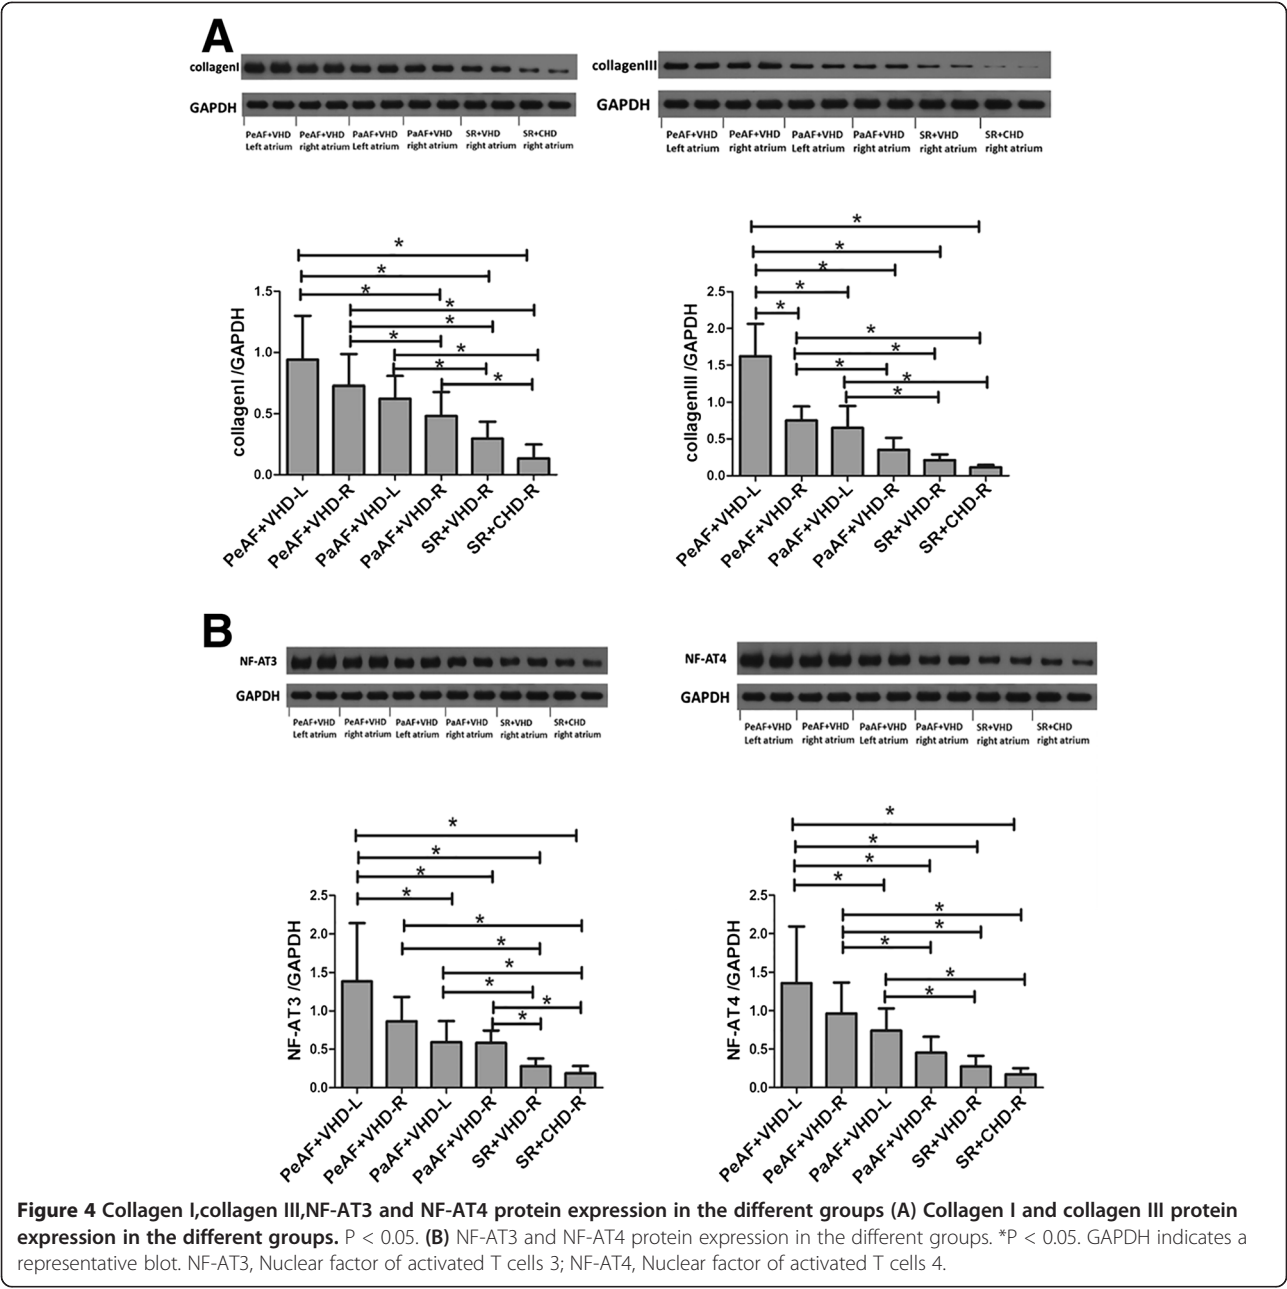 A
collagenI
GAPDH
PeAF+VHD PeAF+VHD PaAF+VHD PaAF+VHD SR+VHD SR+CHD
Left atrium right atrium Left atrium right atrium right atrium right atrium
collagenIII
GAPDH
PeAF+VHD PeAF+VHD PaAF+VHD PaAF+VHD SR+VHD SR+CHD
Left atrium right atrium Left atrium right atrium right atrium right atrium
* * * * * * * * *
collagenI /GAPDH
1.5
1.0
0.5
0.0
PeAF+VHD-L
PeAF+VHD-R
PaAF+VHD-L
PaAF+VHD-R
SR+VHD-R
SR+CHD-R
* * * * * * * * * *
collagenIII /GAPDH
2.5
2.0
1.5
1.0
0.5
0.0
PeAF+VHD-L
PeAF+VHD-R
PaAF+VHD-L
PaAF+VHD-R
SR+VHD-R
SR+CHD-R
B
NF-AT3
GAPDH
PeAF+VHD PeAF+VHD PaAF+VHD PaAF+VHD SR+VHD SR+CHD
Left atrium right atrium Left atrium right atrium right atrium right atrium
NF-AT4
GAPDH
PeAF+VHD PeAF+VHD PaAF+VHD PaAF+VHD SR+VHD SR+CHD
Left atrium right atrium Left atrium right atrium right atrium right atrium
* * * * * * * * * *
NF-AT3 /GAPDH
2.5
2.0
1.5
1.0
0.5
0.0
PeAF+VHD-L
PeAF+VHD-R
PaAF+VHD-L
PaAF+VHD-R
SR+VHD-R
SR+CHD-R
* * * * * * * * *
NF-AT4 /GAPDH
2.5
2.0
1.5
1.0
0.5
0.0
PeAF+VHD-L
PeAF+VHD-R
PaAF+VHD-L
PaAF+VHD-R
SR+VHD-R
SR+CHD-R
Figure 4 Collagen I,collagen III,NF-AT3 and NF-AT4 protein expression in the different groups (A) Collagen I and collagen III protein
expression in the different groups. P < 0.05. (B) NF-AT3 and NF-AT4 protein expression in the different groups. *P < 0.05. GAPDH indicates a
representative blot. NF-AT3, Nuclear factor of activated T cells 3; NF-AT4, Nuclear factor of activated T cells 4.